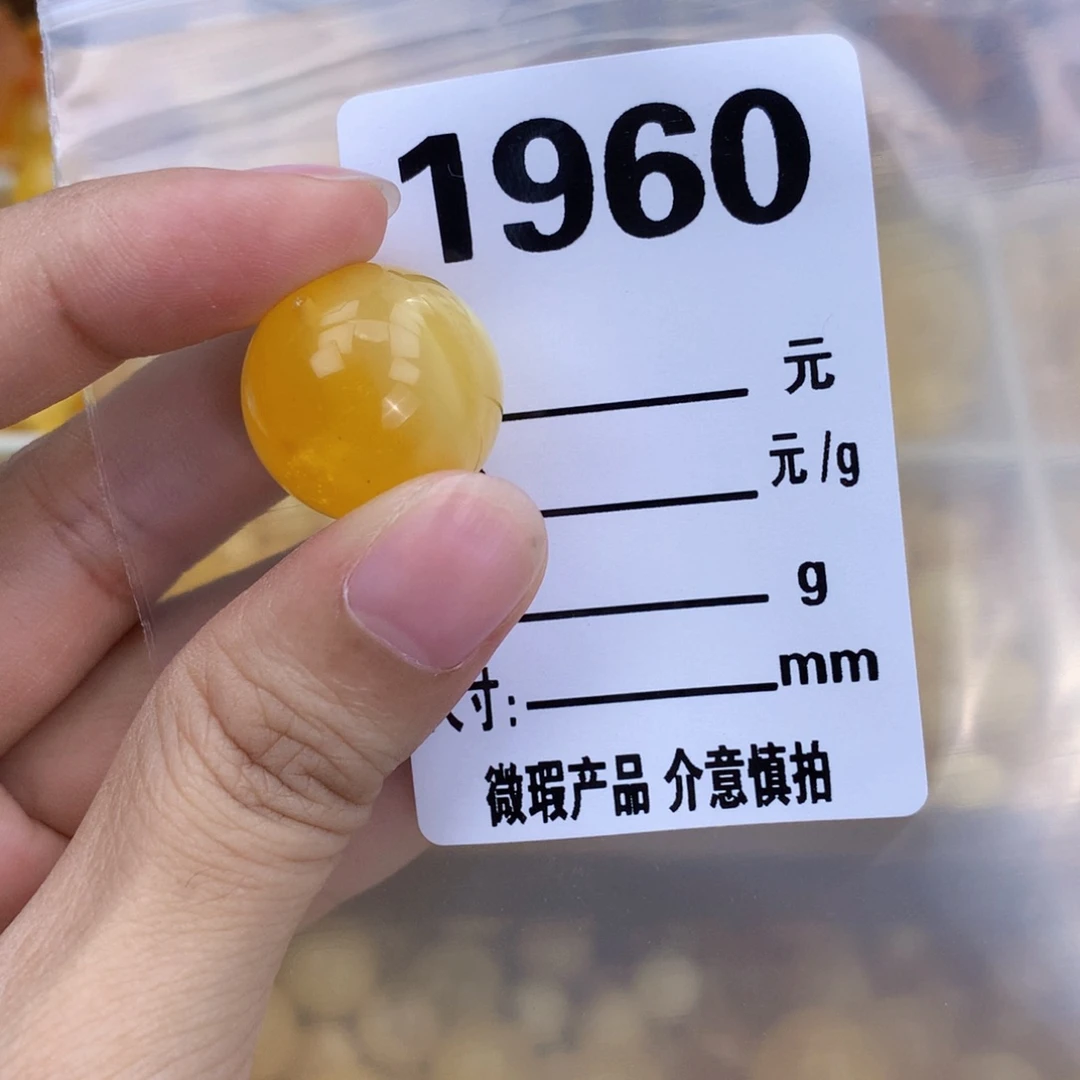 1960
元
元/g
g
寸: mm
微瑕产品 介意慎拍